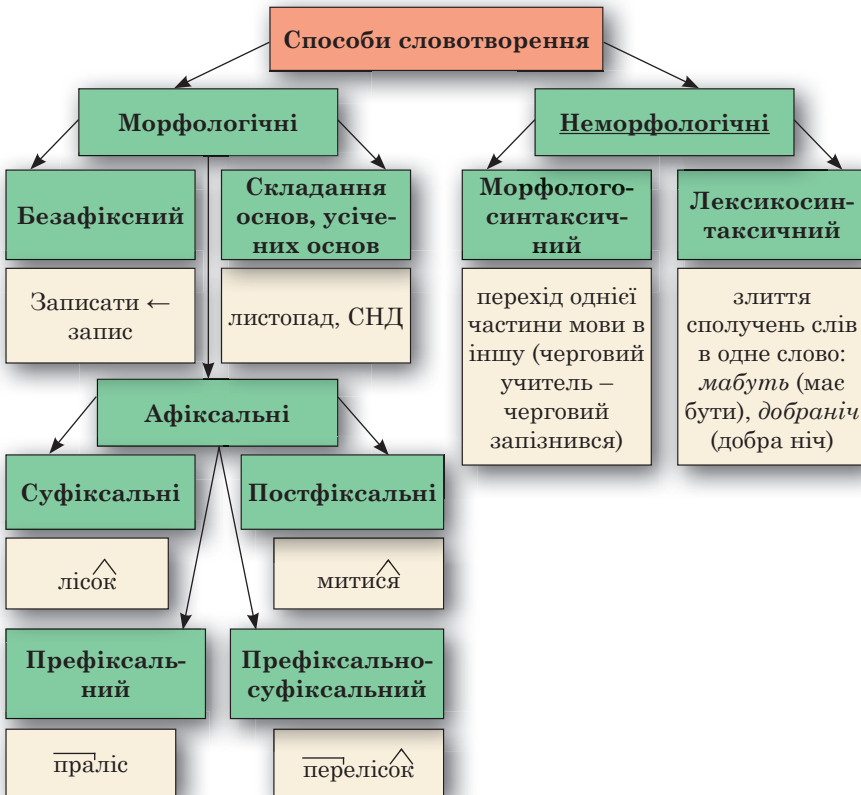 Способи словотворення
Морфологічні
Неморфологічні
Безафіксний
Складання
основ, усіче-
них основ
Морфолого-
синтаксич-
ний
Лексикосин-
таксичний
Записати ←
запис
листопад, СНД
перехід однієї
частини мови в
іншу (черговий
учитель –
черговий
запізнився)
злиття
сполучень слів
в одне слово:
мабуть (має
бути), добраніч
(добра ніч)
Афіксальні
Суфіксальні
Постфіксальні
лісок
митися
Префіксаль-
ний
Префіксально-
суфіксальний
праліс
перелісок